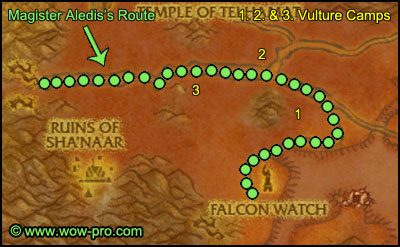 Magister Aledis's Route
TEMPLE OF
1. 2. & 3. Vulture Camps
2
3
1
RUINS OF
SHA'NAAR
FALCON WATCH
© www.wow-pro.com